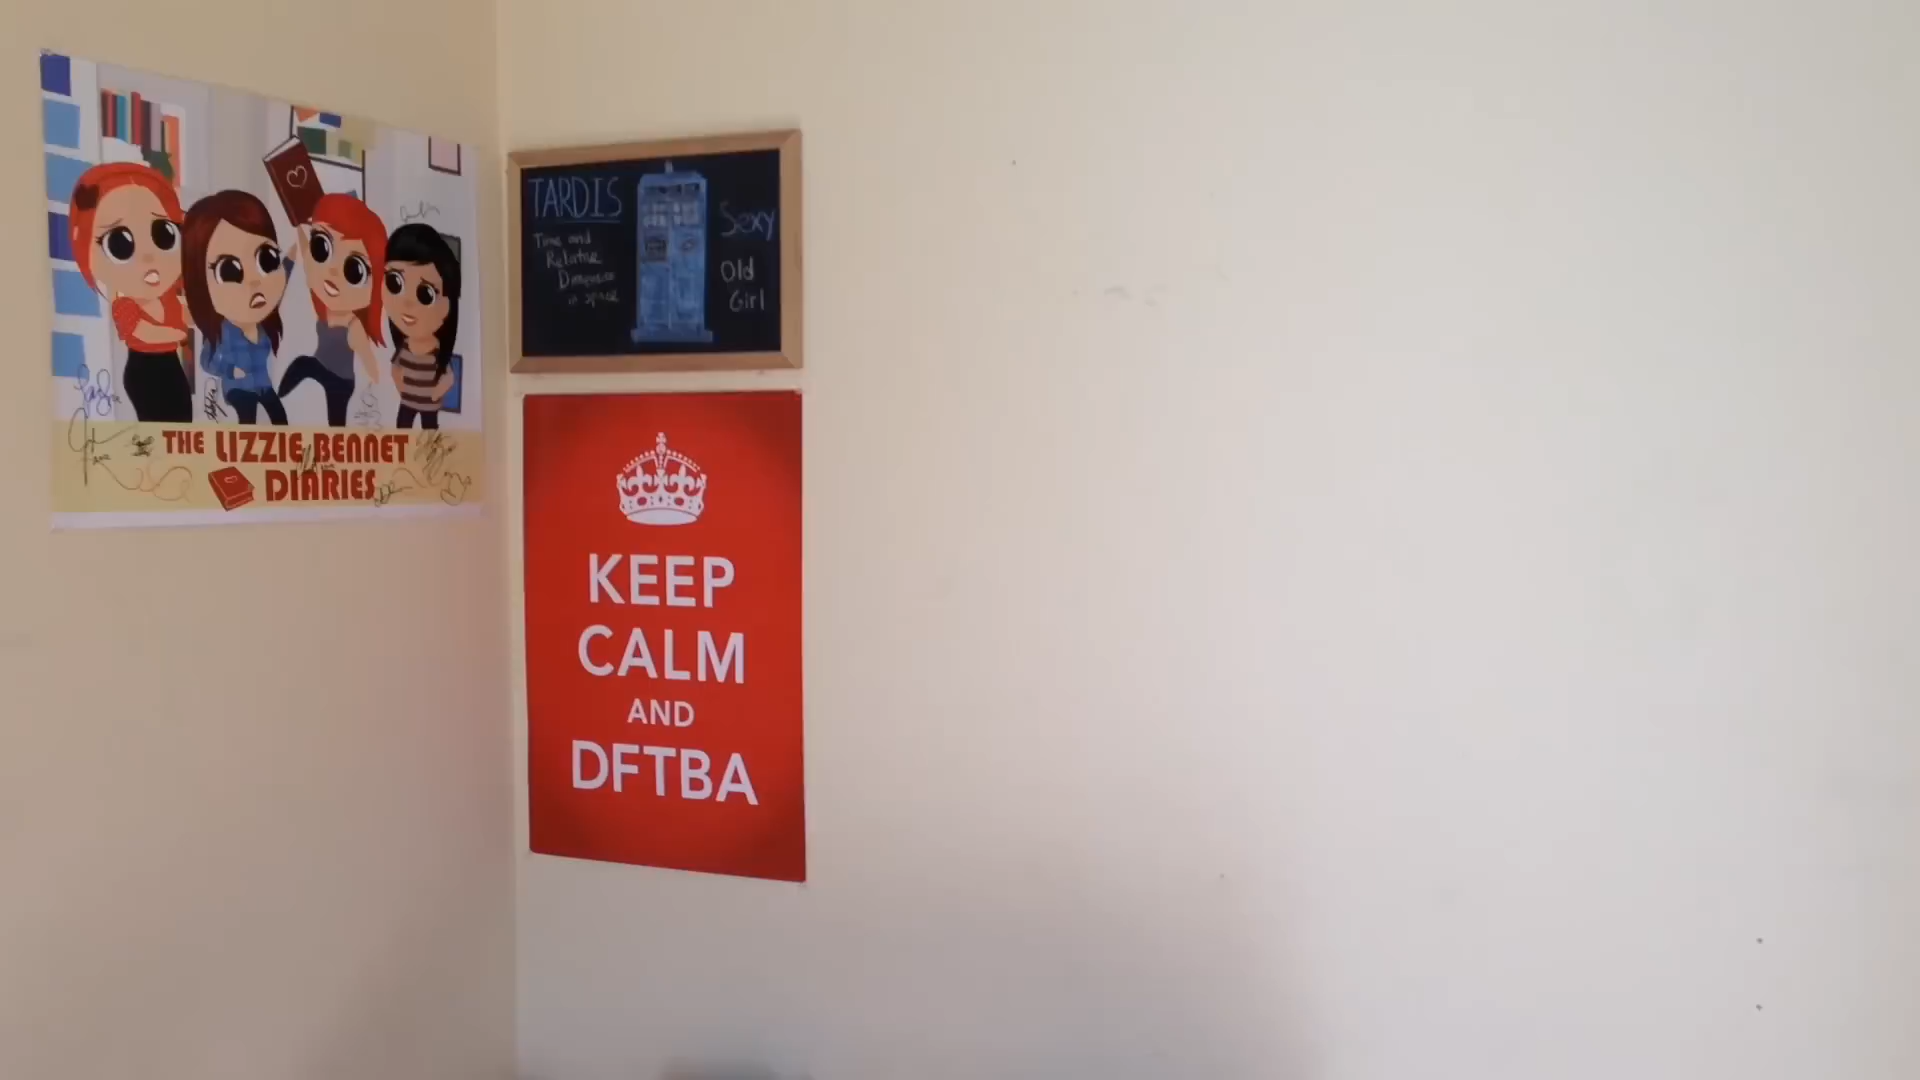 THE LIZZIE BENNET
DIARIES
TARDIS
Time and
Relative
Dimension
in space
Sexy
Old
Girl
KEEP
CALM
AND
DFTBA